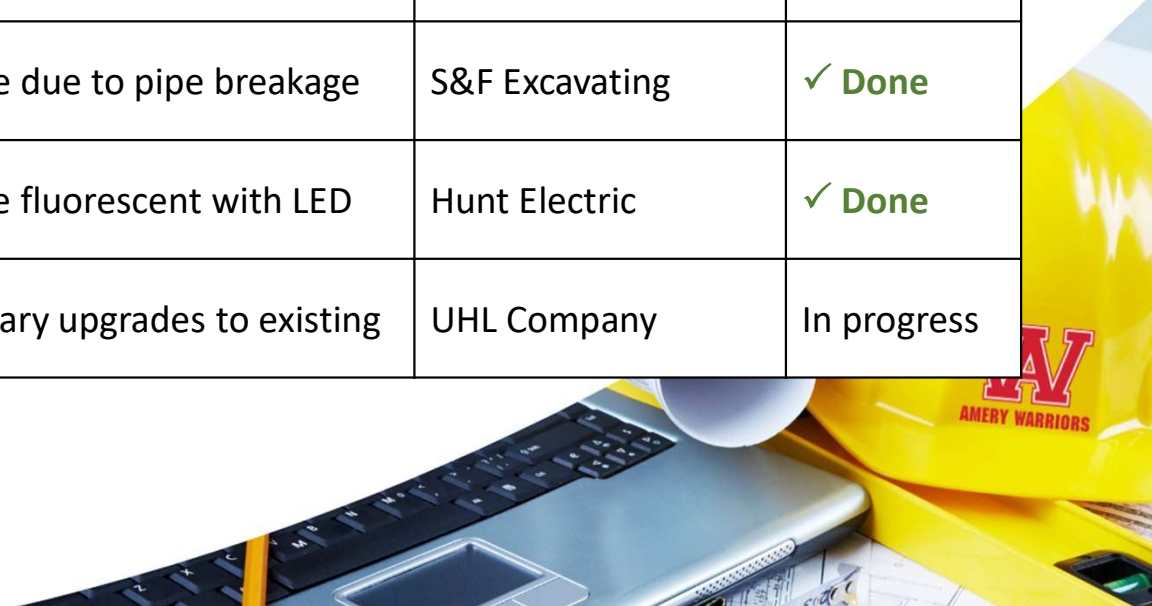 e due to pipe breakage S&F Excavating ✓ Done
e fluorescent with LED Hunt Electric ✓ Done
ary upgrades to existing UHL Company In progress
AMERY WARRIORS